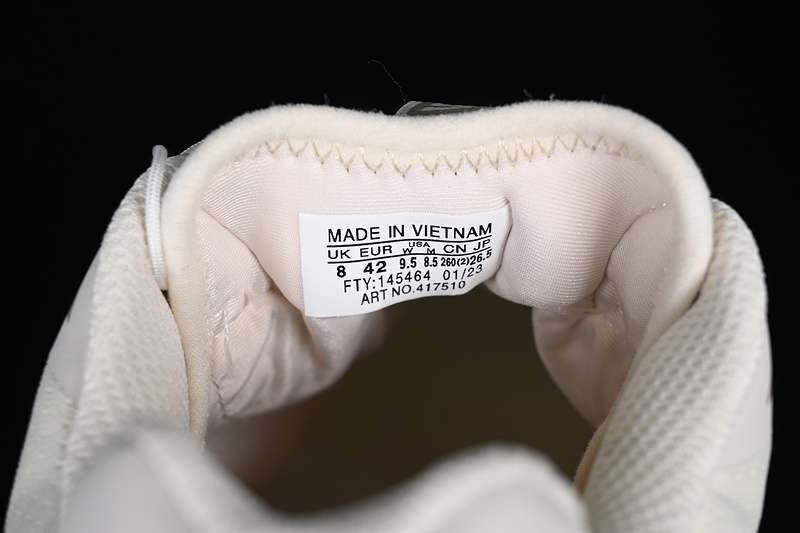 MADE IN VIETNAM
UK EUR USA W M CN JP
8 42 9.5 8.5 260(2) 26.5
FTY:145464 01/23
ART NO.417510